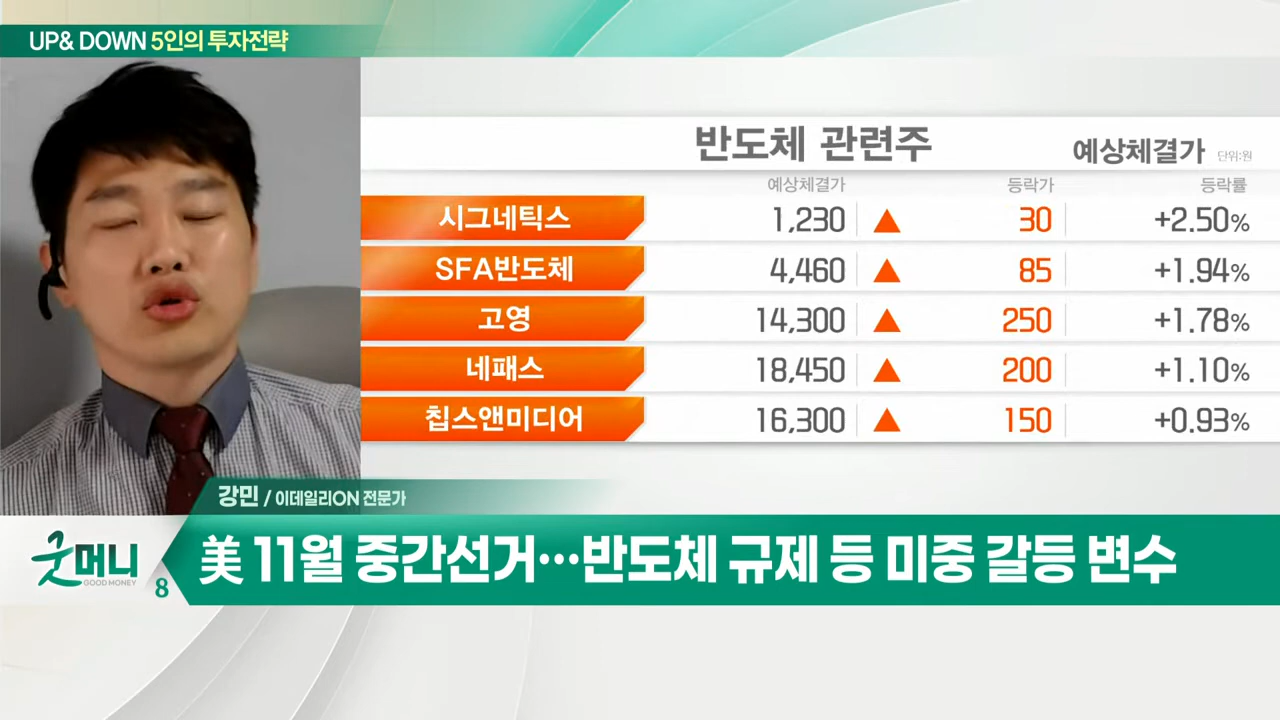 UP& DOWN 5인의 투자전략
반도체 관련주 예상체결가 단위:원
예상체결가 등락가 등락률
시그네틱스 1,230 ▲ 30 +2.50%
SFA반도체 4,460 ▲ 85 +1.94%
고영 14,300 ▲ 250 +1.78%
네패스 18,450 ▲ 200 +1.10%
칩스앤미디어 16,300 ▲ 150 +0.93%
강민 / 이데일리ON 전문가
굿머니
GOOD MONEY
8
美 11월 중간선거…반도체 규제 등 미중 갈등 변수